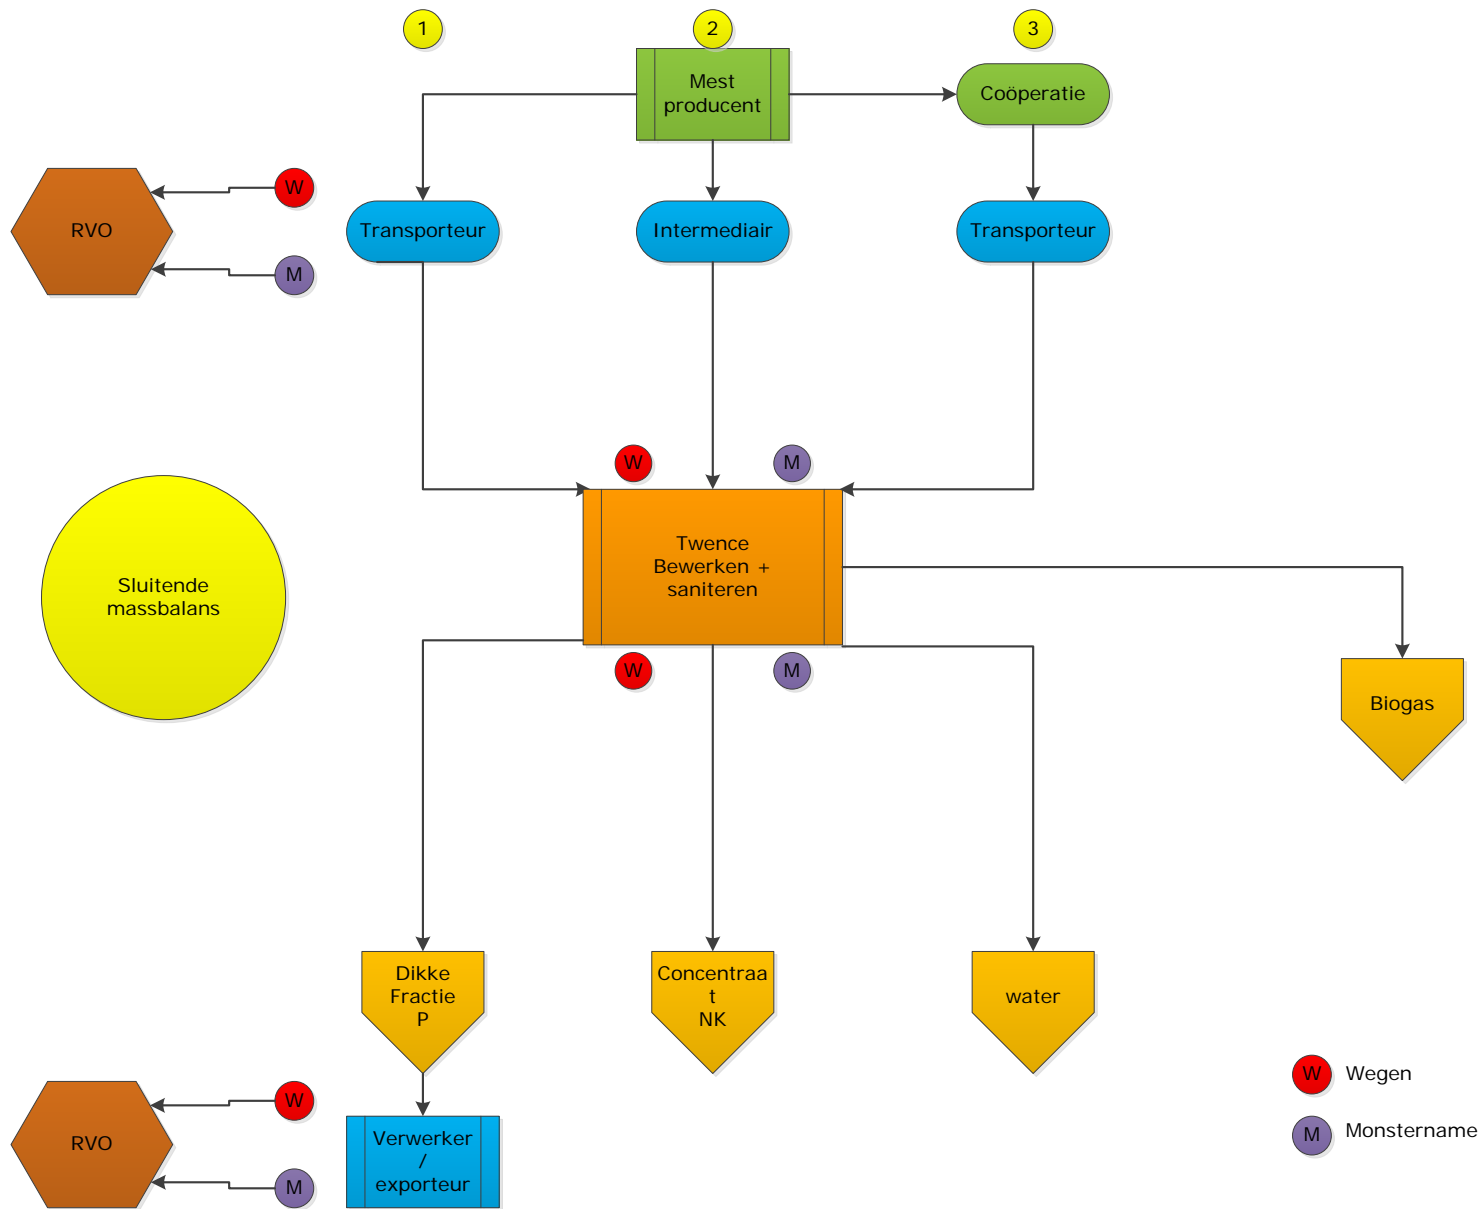 1
2
3
Mest
producent
Coöperatie
W
RVO
M
Transporteur
Intermediair
Transporteur
W
M
Twence
Bewerken +
saniteren
Sluitende
massbalans
W
M
Biogas
Dikke
Fractie
P
Concentraa
t
NK
water
W Wegen
M Monstername
W
RVO
M
Verwerker
/
exporteur